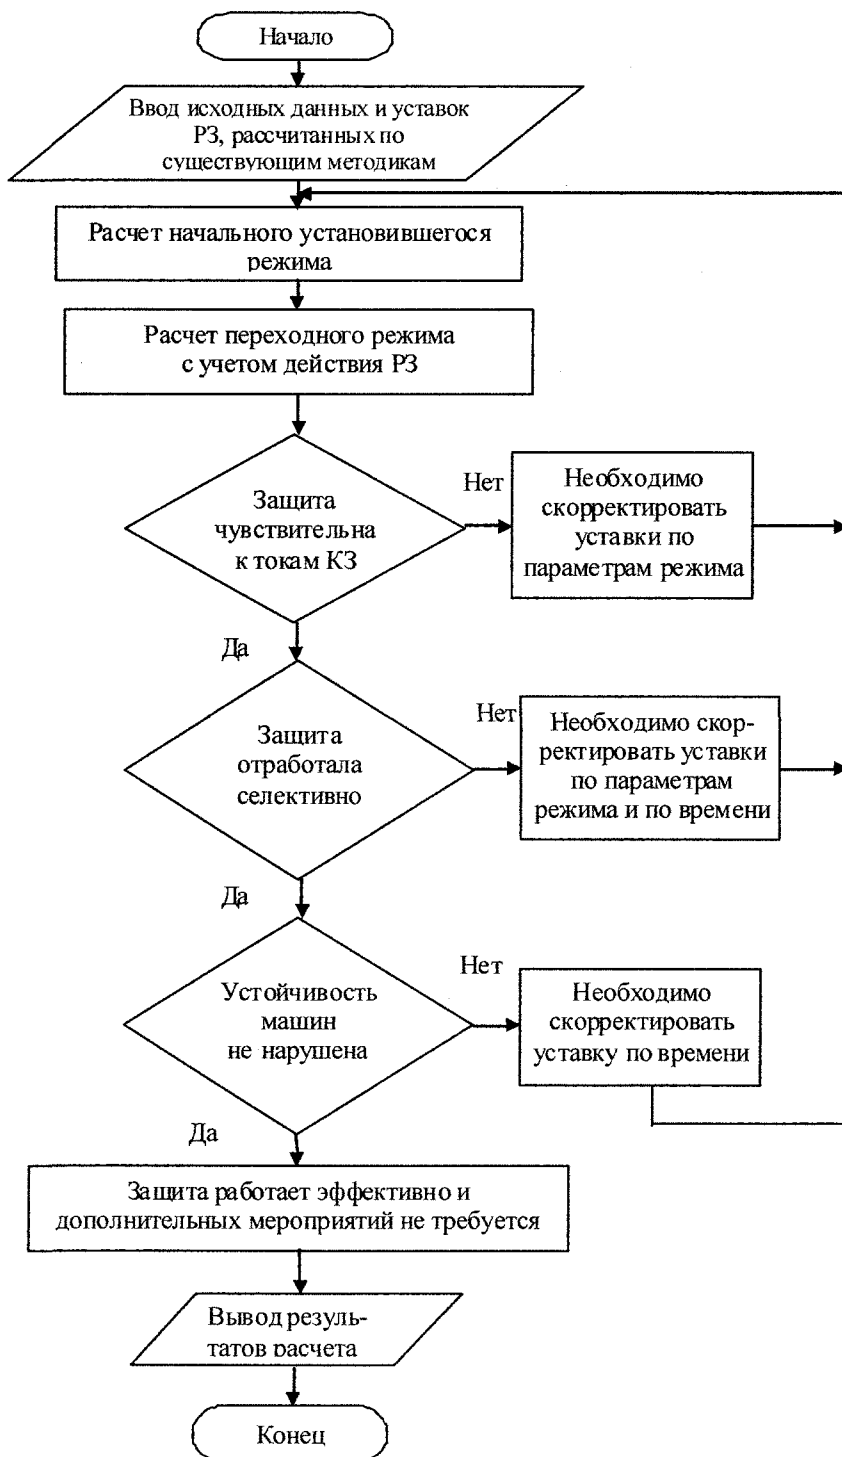 Начало
Ввод исходных данных и уставок
РЗ, рассчитанных по
существующим методикам
Расчет начального установившегося
режима
Расчет переходного режима
с учетом действия РЗ
Защита
чувствительна
к токам КЗ
Нет
Необходимо
скорректировать
уставки по
параметрам режима
Да
Защита
отработала
селективно
Нет
Необходимо скор-
ректировать уставки
по параметрам
режима и по времени
Да
Устойчивость
машин
не нарушена
Нет
Необходимо
скорректировать
уставку по времени
Да
Защита работает эффективно и
дополнительных мероприятий не требуется
Вывод резуль-
татов расчета
Конец